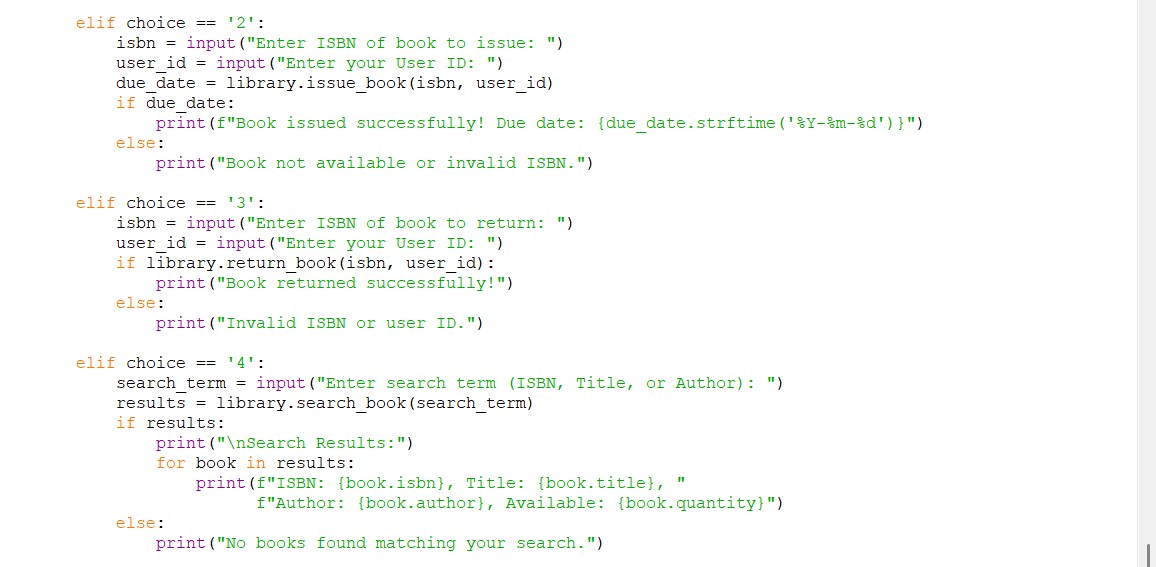 elif choice == '2':
    isbn = input("Enter ISBN of book to issue: ")
    user_id = input("Enter your User ID: ")
    due_date = library.issue_book(isbn, user_id)
    if due_date:
        print(f"Book issued successfully! Due date: {due_date.strftime('%Y-%m-%d')}")
    else:
        print("Book not available or invalid ISBN.")

elif choice == '3':
    isbn = input("Enter ISBN of book to return: ")
    user_id = input("Enter your User ID: ")
    if library.return_book(isbn, user_id):
        print("Book returned successfully!")
    else:
        print("Invalid ISBN or user ID.")

elif choice == '4':
    search_term = input("Enter search term (ISBN, Title, or Author): ")
    results = library.search_book(search_term)
    if results:
        print("\nSearch Results:")
        for book in results:
            print(f"ISBN: {book.isbn}, Title: {book.title}, "
                  f"Author: {book.author}, Available: {book.quantity}")
    else:
        print("No books found matching your search.")